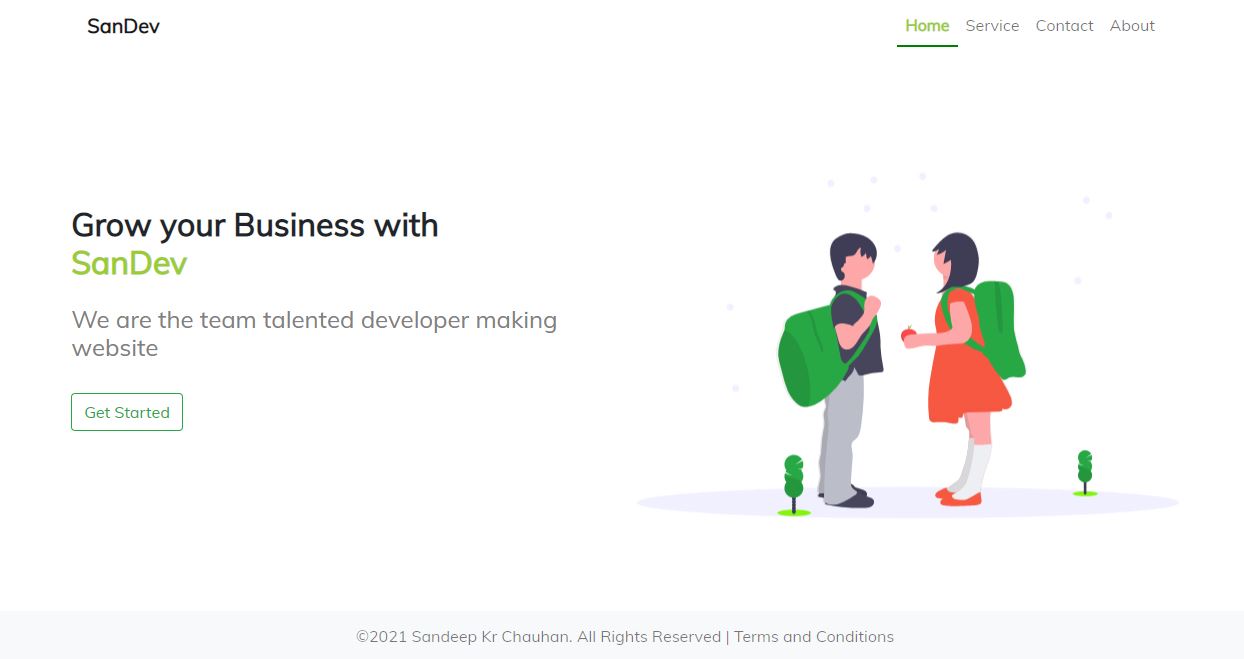 SanDev
Home Service Contact About
Grow your Business with
SanDev
We are the team talented developer making
website
Get Started
©2021 Sandeep Kr Chauhan. All Rights Reserved | Terms and Conditions